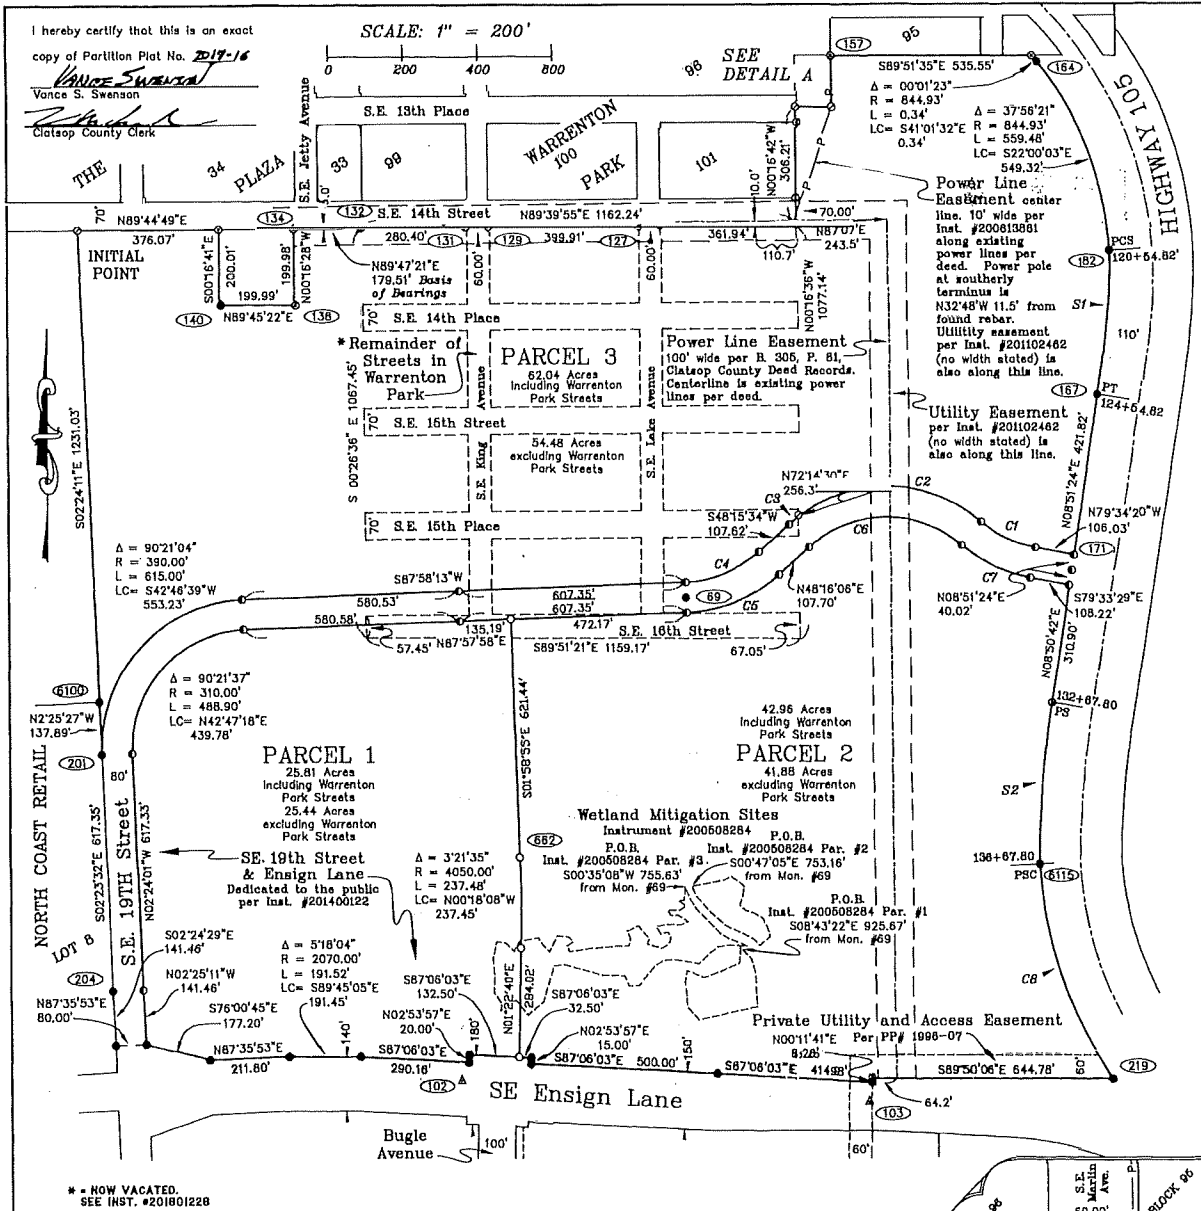 I hereby certify that this is an exact
copy of Partition Plat No. 2017-16
Vance Swenson
Vance S. Swenson
Clatsop County Clerk
SCALE: 1" = 200'
0 200 400 600 800
SEE
DETAIL A
96
95
157
S89°51'35"E 535.55'
164
Δ = 00°01'23"
R = 844.93'
L = 0.34'
LC= S41°01'32"E
0.34'
Δ = 37°56'21"
R = 844.93'
L = 559.48'
LC= S22°00'03"E
549.32'
HIGHWAY 105
S.E. Jetty Avenue
S.E. 13th Place
THE
34
PLAZA
33
99
WARRENTON
100
PARK
101
N00°16'42"W
306.21'
P
P
Power Line
Easement center
line. 10' wide per
Inst. #200613881
along existing
power lines per
deed. Power pole
at southerly
terminus is
N32°48'W 11.5' from
found rebar.
Utility easement
per Inst. #201102462
(no width stated) is
also along this line.
PCS
182
120+54.82'
S1
110'
167
PT
124+54.82
70'
N89°44'49"E
376.07'
134
132
S.E. 14th Street
N89°39'55"E 1162.24'
10.0'
70.00'
N87°07'E
243.5'
INITIAL
POINT
S00°16'41"E
200.01'
199.98'
N00°16'28"W
280.40'
131
129
399.91'
127
361.94'
110.7'
N89°47'21"E
179.51' Basis
of Bearings
60.00'
60.00'
199.99'
N89°45'22"E
140
138
70'
S.E. 14th Place
N00°16'36"W
1077.14'
* Remainder of
Streets in
Warrenton
Park
PARCEL 3
62.04 Acres
Including Warrenton
Park Streets
54.48 Acres
excluding Warrenton
Park Streets
Power Line Easement
100' wide per B. 305, P. 81,
Clatsop County Deed Records.
Centerline is existing power
lines per deed.
Utility Easement
per Inst. #201102462
(no width stated) is
also along this line.
S02°24'11"E 1231.03'
S 00°26'36" E 1067.45'
S.E. King Avenue
S.E. Lake Avenue
70'
S.E. 15th Street
70'
S.E. 15th Place
N72°14'30"E
256.3'
C2
C3
S48°15'34"W
107.62'
C6
C1
N79°34'20"W
106.03'
N08°51'24"E 421.82'
171
C4
C5
C7
N48°16'06"E
107.70'
N08°51'24"E
40.02'
S79°33'29"E
108.22'
Δ = 90°21'04"
R = 390.00'
L = 615.00'
LC= S42°46'39"W
553.23'
S87°58'13"W
580.53'
607.35'
607.35'
69
580.58'
135.19'
472.17'
57.45'
N87°57'58"E
S.E. 16th Street
S89°51'21"E 1159.17'
67.05'
N08°50'42"E
310.90'
132+67.80
PS
6100
N2°25'27"W
137.89'
201
80'
Δ = 90°21'37"
R = 310.00'
L = 488.90'
LC= N42°47'18"E
439.78'
PARCEL 1
25.81 Acres
Including Warrenton
Park Streets
25.44 Acres
excluding Warrenton
Park Streets
S01°58'55"E 621.44'
42.96 Acres
Including Warrenton
Park Streets
PARCEL 2
41.88 Acres
excluding Warrenton
Park Streets
S2
136+67.80
PSC
6115
NORTH COAST RETAIL
LOT 8
S02°23'32"E 617.35'
S.E. 19TH Street
N02°24'01"W 617.33'
SE. 19th Street
& Ensign Lane
Dedicated to the public
per Inst. #201400122
Δ = 3°21'35"
R = 4050.00'
L = 237.48'
LC= N00°18'08"W
237.45'
662
Wetland Mitigation Sites
Instrument #200508284
P.O.B.
Inst. #200508284 Par. #3
S00°35'08"W 755.63'
from Mon. #69
P.O.B.
Inst. #200508284 Par. #2
S00°47'05"E 753.16'
from Mon. #69
P.O.B.
Inst. #200508284 Par. #1
S08°43'22"E 925.67'
from Mon. #69
C8
204
S02°24'29"E
141.46'
N02°25'11"W
141.46'
Δ = 5°18'04"
R = 2070.00'
L = 191.52'
LC= S89°45'05"E
191.45'
N87°35'53"E
80.00'
S76°00'45"E
177.20'
N87°35'53"E
211.80'
140'
S87°06'03"E
132.50'
N02°53'57"E
20.00'
180'
S87°06'03"E
290.16'
102
N01°22'40"E
284.02'
S87°06'03"E
32.50'
N02°53'57"E
15.00'
S87°06'03"E 500.00'
150'
Private Utility and Access Easement
Per PP# 1996-07
N00°11'41"E
8.28'
S87°06'03"E 414.98'
S89°50'06"E 644.78'
60'
219
64.2'
103
SE Ensign Lane
Bugle
Avenue
100'
60'
* = NOW VACATED.
SEE INST. #201801228
96
S.E.
Marlin
Ave.
60.00'
P
BLOCK 95